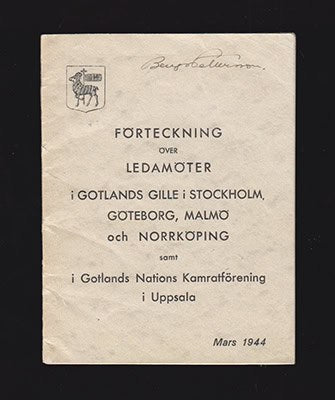 FÖRTECKNING
ÖVER
LEDAMÖTER
i GOTLANDS GILLE i STOCKHOLM,
GÖTEBORG, MALMÖ
och NORRKÖPING
samt
i Gotlands Nations Kamratförening
i Uppsala
Mars 1944